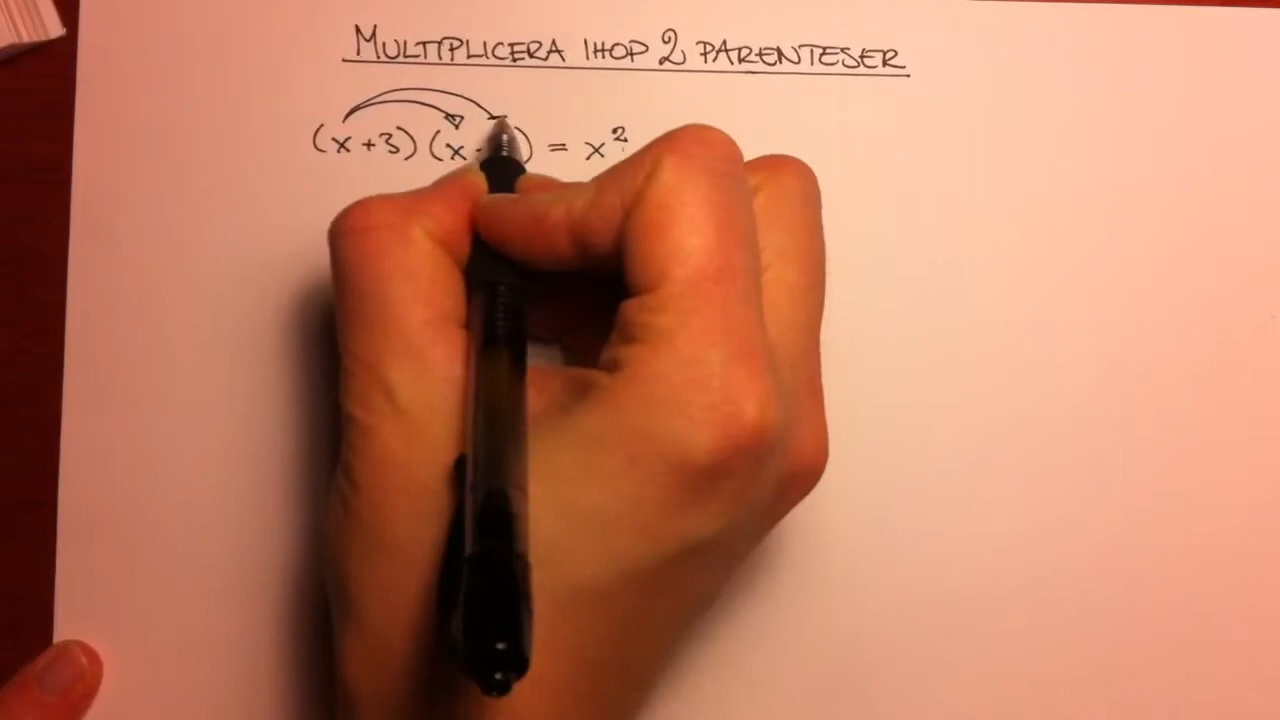 MULTIPLICERA IHOP 2 PARENTESER
(x+3)(x- ) = x²